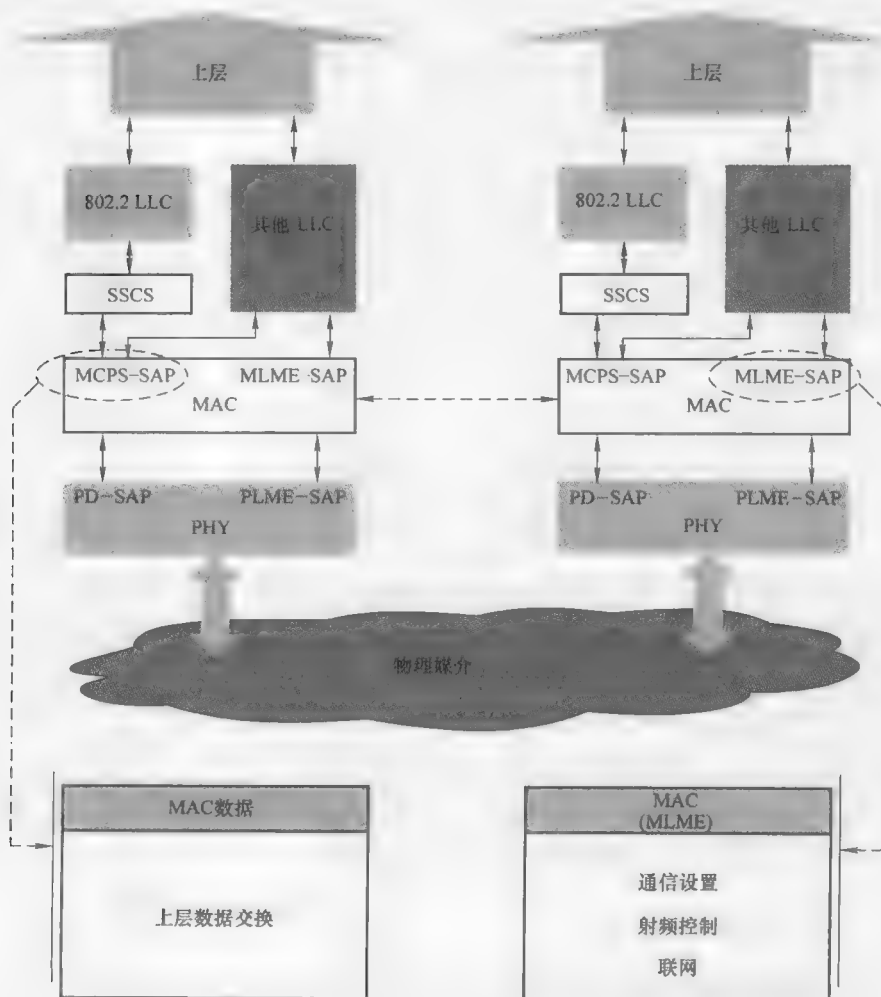 上层
上层
802.2 LLC
其他 LLC
802.2 LLC
其他 LLC
SSCS
SSCS
MCPS-SAP
MLME-SAP
MCPS-SAP
MLME-SAP
MAC
MAC
PD-SAP
PLME-SAP
PD-SAP
PLME-SAP
PHY
PHY
物理媒介
MAC数据
MAC
(MLME)
上层数据交换
通信设置
射频控制
联网